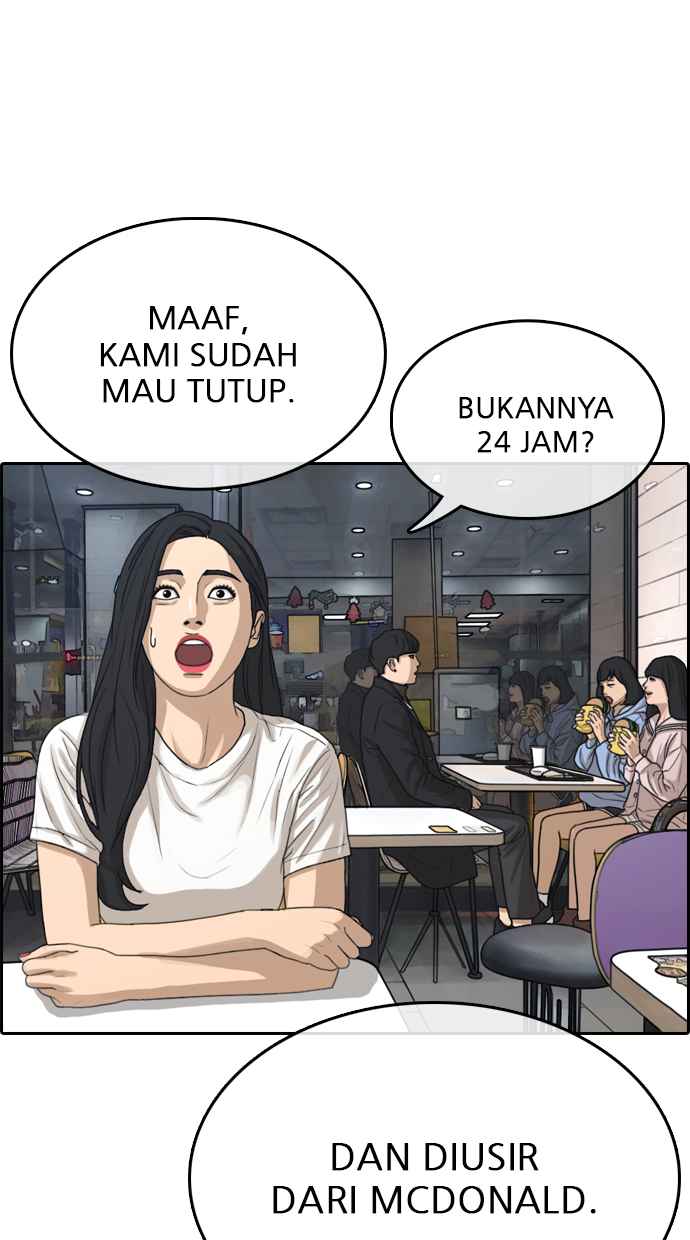 MAAF,
KAMI SUDAH
MAU TUTUP.
BUKANNYA
24 JAM?
DAN DIUSIR
DARI MCDONALD.